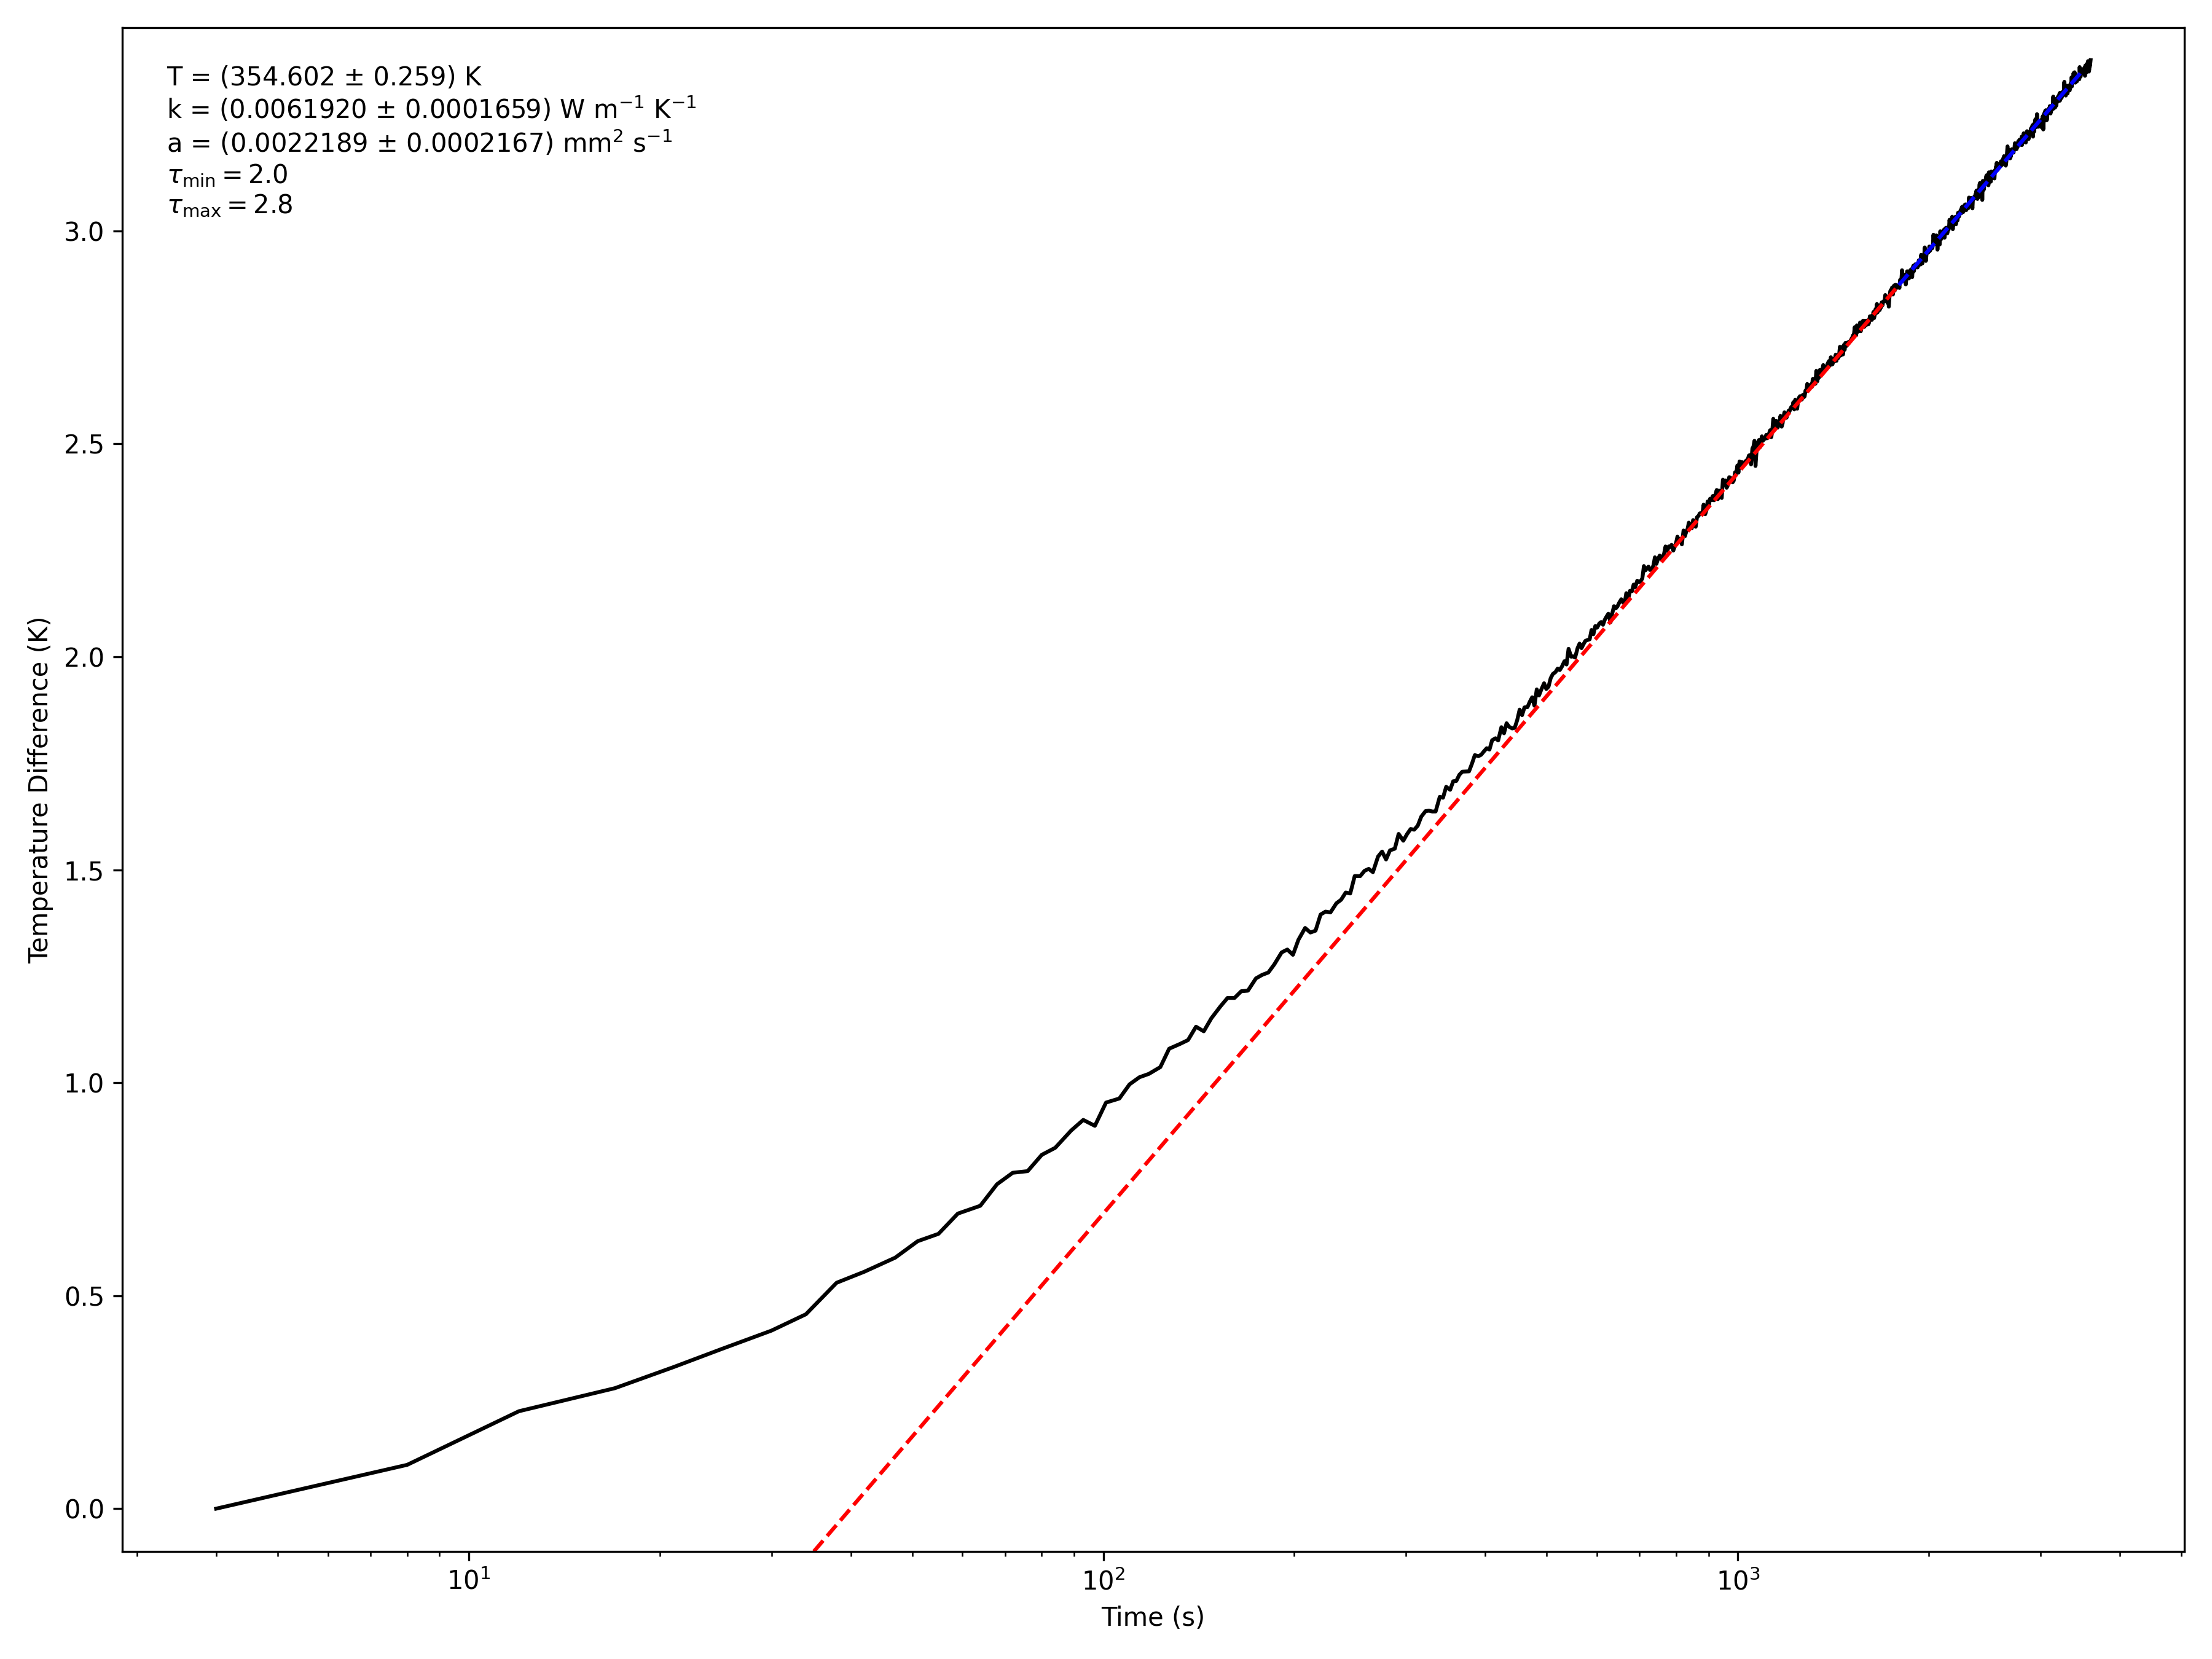 T = (354.602 ± 0.259) K
k = (0.0061920 ± 0.0001659) W m⁻¹ K⁻¹
a = (0.0022189 ± 0.0002167) mm² s⁻¹
τ_min = 2.0
τ_max = 2.8
3.0
2.5
2.0
1.5
1.0
0.5
0.0
Temperature Difference (K)
10¹ 10² 10³
Time (s)